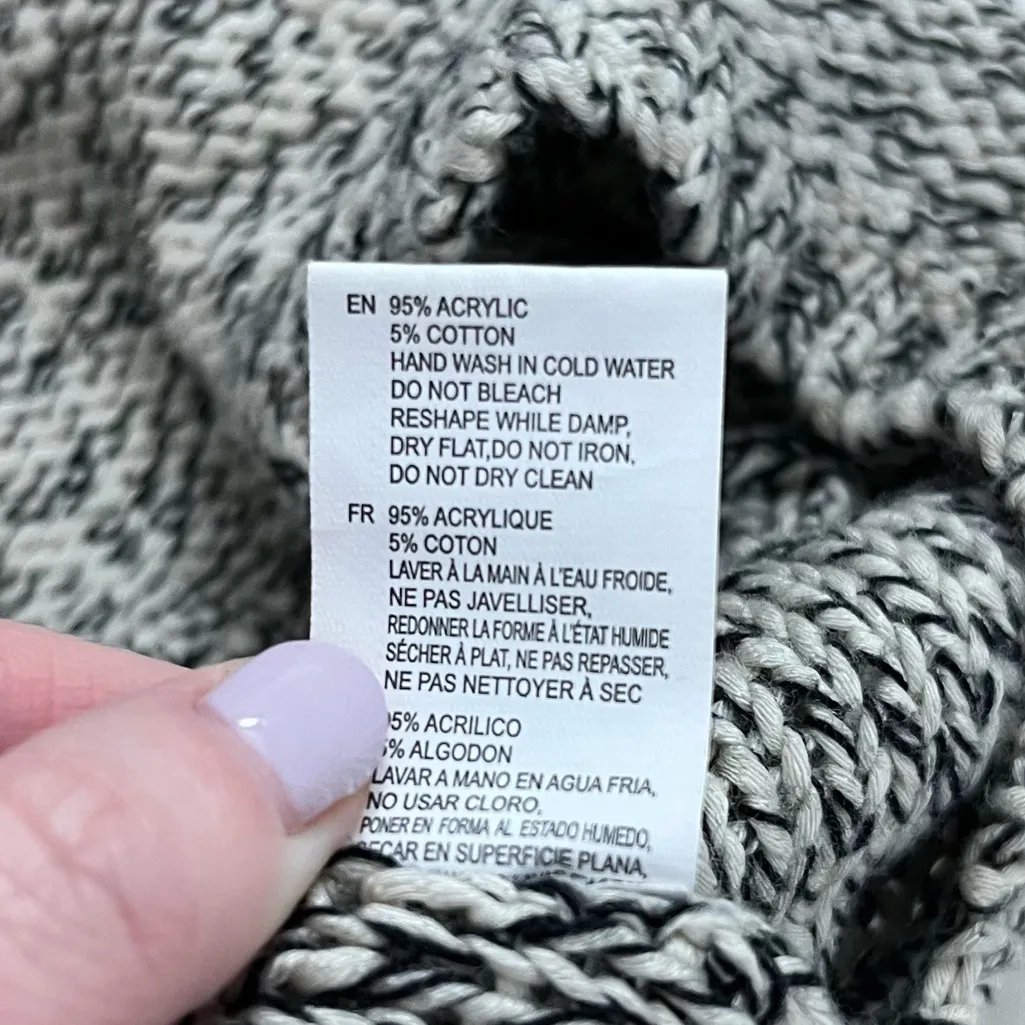 EN 95% ACRYLIC
5% COTTON
HAND WASH IN COLD WATER
DO NOT BLEACH
RESHAPE WHILE DAMP,
DRY FLAT,DO NOT IRON,
DO NOT DRY CLEAN
FR 95% ACRYLIQUE
5% COTON
LAVER À LA MAIN À L'EAU FROIDE,
NE PAS JAVELLISER,
REDONNER LA FORME À L'ÉTAT HUMIDE
SÉCHER À PLAT, NE PAS REPASSER,
NE PAS NETTOYER À SEC
95% ACRILICO
5% ALGODON
LAVAR A MANO EN AGUA FRIA,
NO USAR CLORO,
PONER EN FORMA AL ESTADO HUMEDO,
SECAR EN SUPERFICIE PLANA,